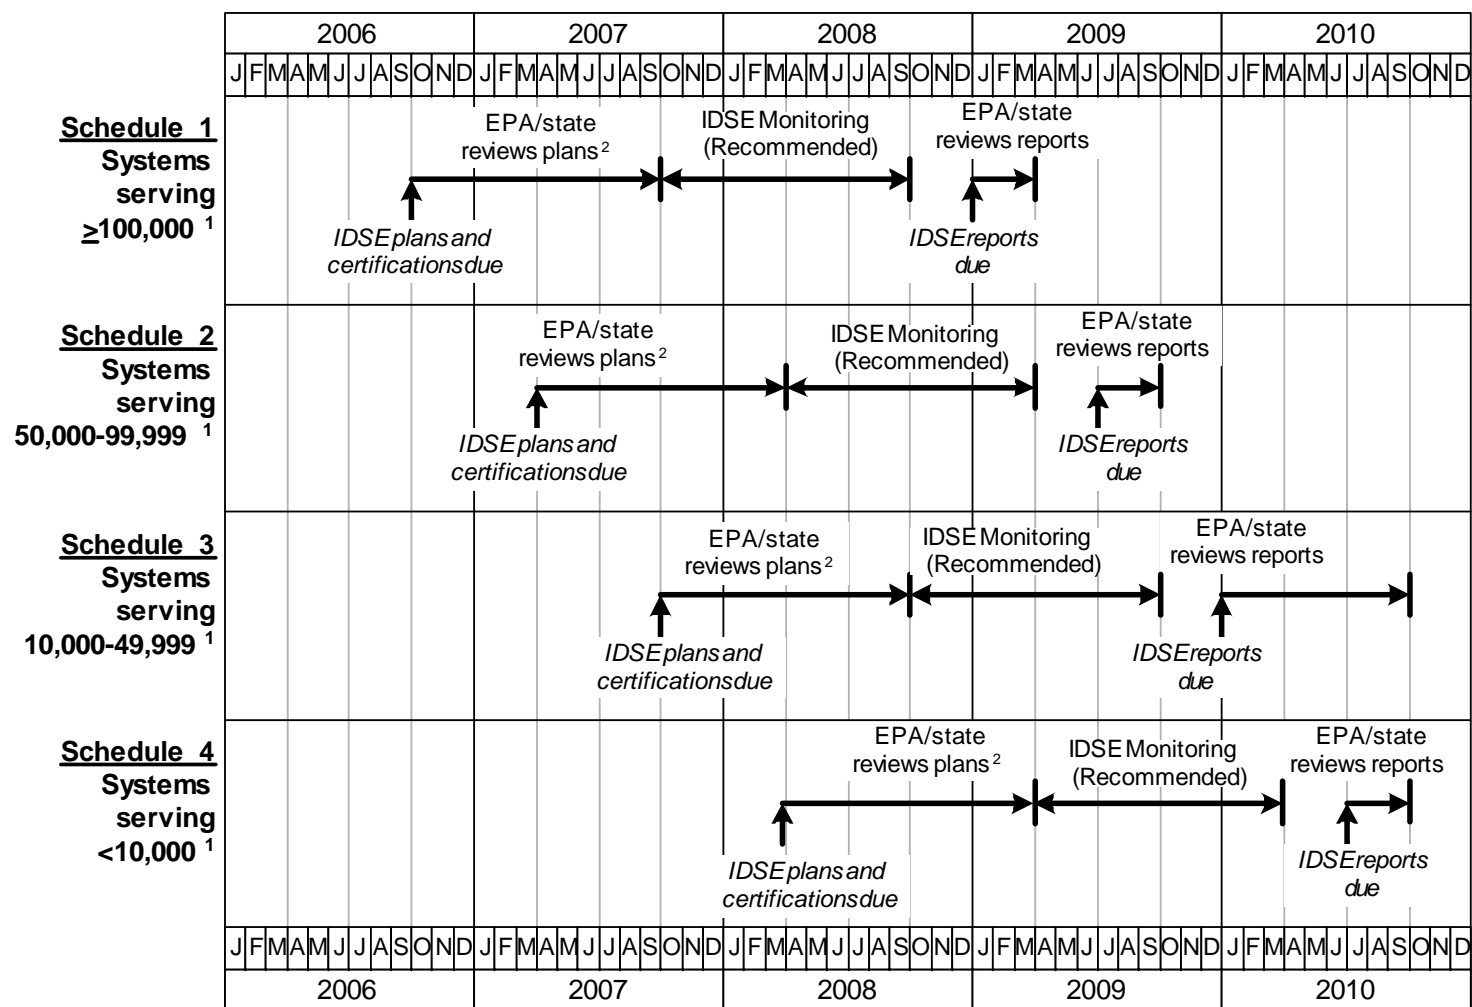 2006 2007 2008 2009 2010
J F M A M J J A S O N D J F M A M J J A S O N D J F M A M J J A S O N D J F M A M J J A S O N D J F M A M J J A S O N D
Schedule 1
Systems
serving
≥100,000 1
EPA/state
reviews plans 2
IDSE Monitoring
(Recommended)
EPA/state
reviews reports
IDSE plans and
certifications due
IDSE reports
due
Schedule 2
Systems
serving
50,000-99,999 1
EPA/state
reviews plans 2
IDSE Monitoring
(Recommended)
EPA/state
reviews reports
IDSE plans and
certifications due
IDSE reports
due
Schedule 3
Systems
serving
10,000-49,999 1
EPA/state
reviews plans 2
IDSE Monitoring
(Recommended)
EPA/state
reviews reports
IDSE plans and
certifications due
IDSE reports
due
Schedule 4
Systems
serving
<10,000 1
EPA/state
reviews plans 2
IDSE Monitoring
(Recommended)
EPA/state
reviews reports
IDSE plans and
certifications due
IDSE reports
due
J F M A M J J A S O N D J F M A M J J A S O N D J F M A M J J A S O N D J F M A M J J A S O N D J F M A M J J A S O N D
2006 2007 2008 2009 2010